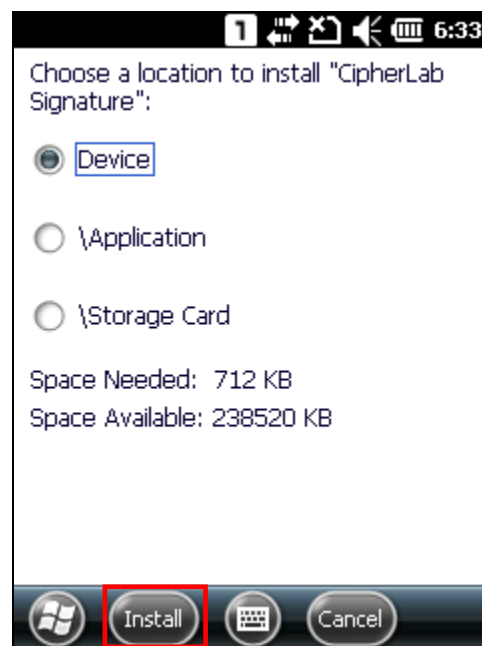 1 6:33
Choose a location to install "CipherLab
Signature":
Device
\Application
\Storage Card
Space Needed: 712 KB
Space Available: 238520 KB
Install Cancel